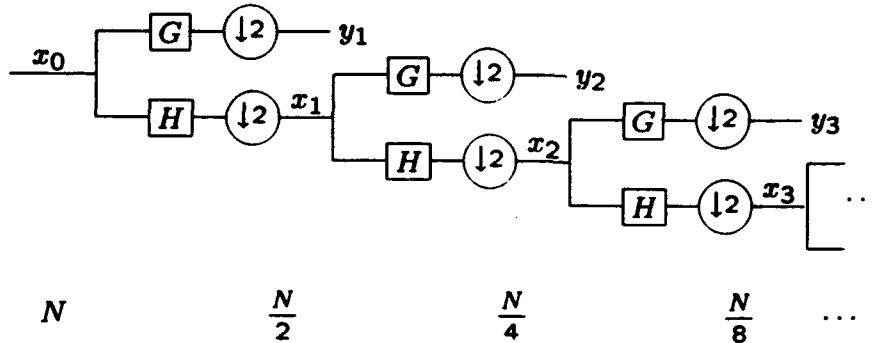 x₀ G ↓2 y₁
H ↓2 x₁ G ↓2 y₂
H ↓2 x₂ G ↓2 y₃
H ↓2 x₃ ··
N N/2 N/4 N/8 ···